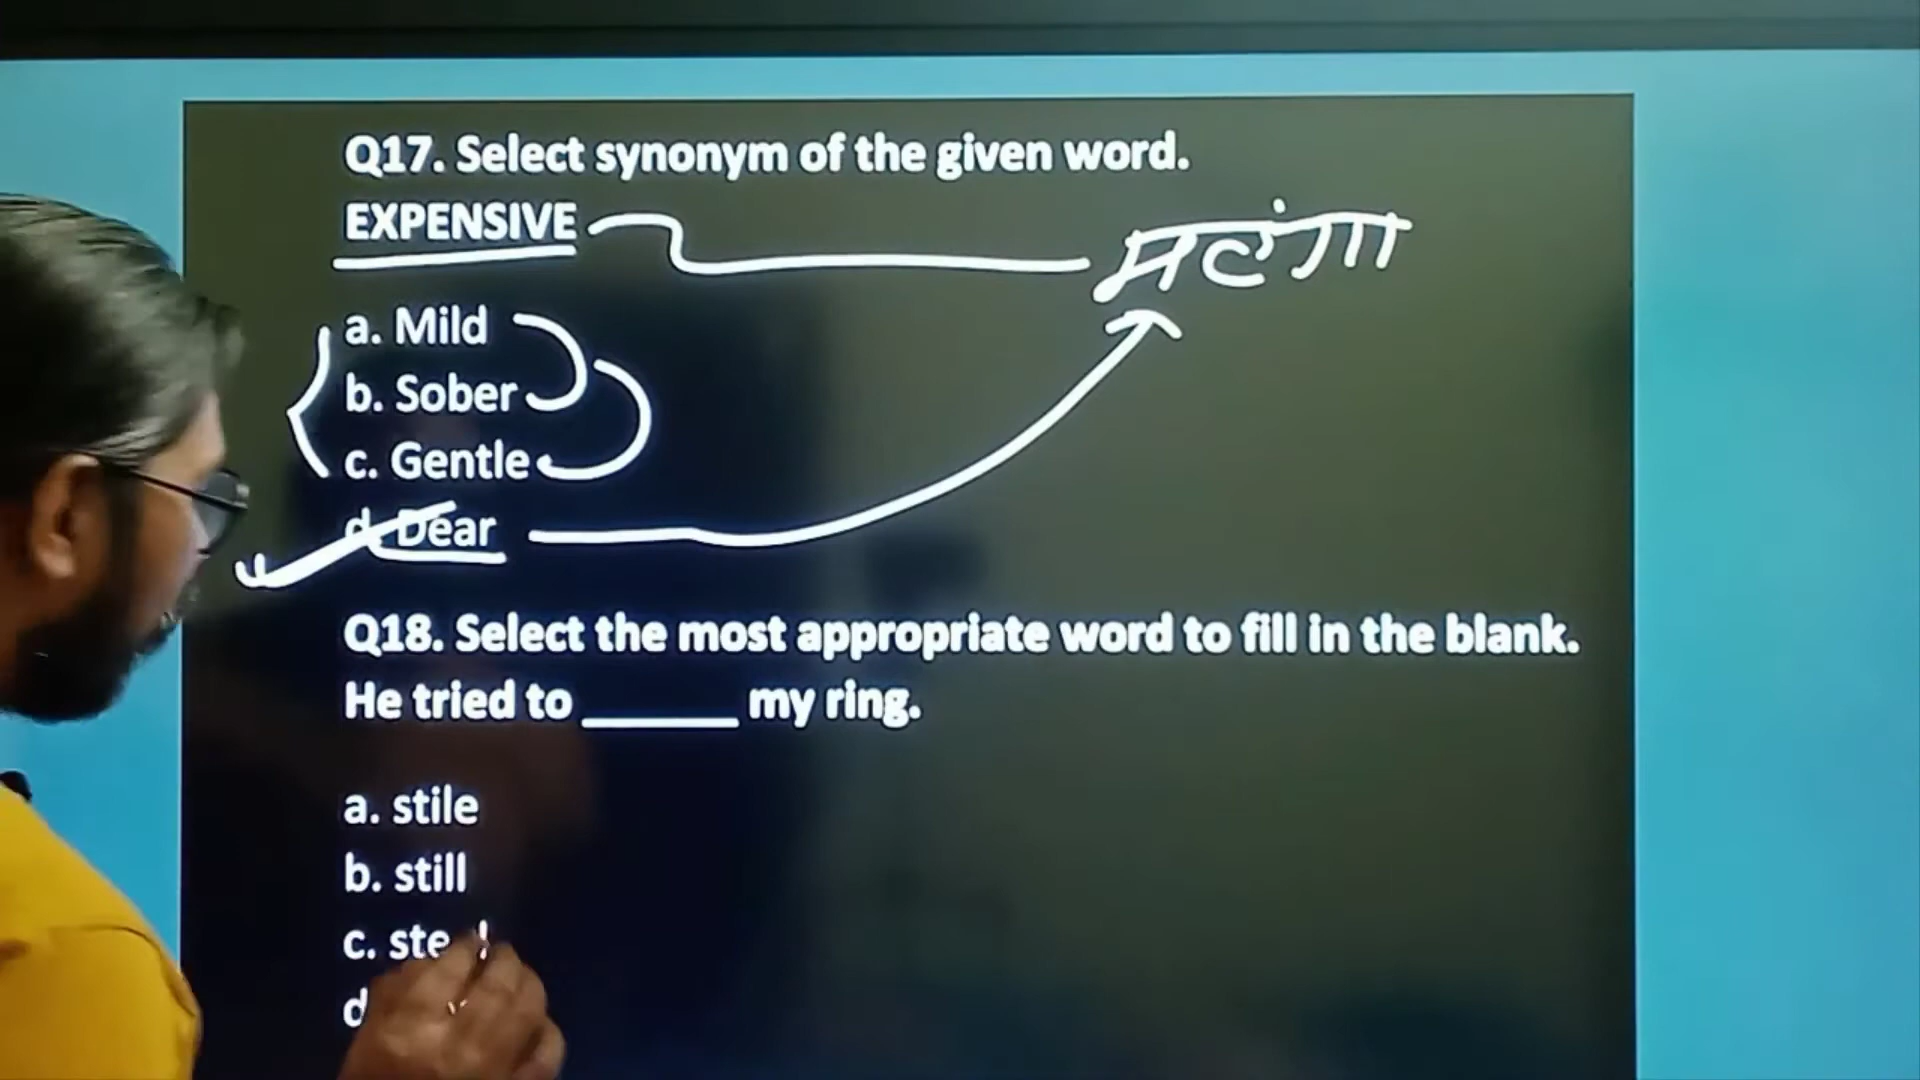 Q17. Select synonym of the given word.
EXPENSIVE
महंगा
a. Mild
b. Sober
c. Gentle
d. Dear
Q18. Select the most appropriate word to fill in the blank.
He tried to ______ my ring.
a. stile
b. still
c.
d